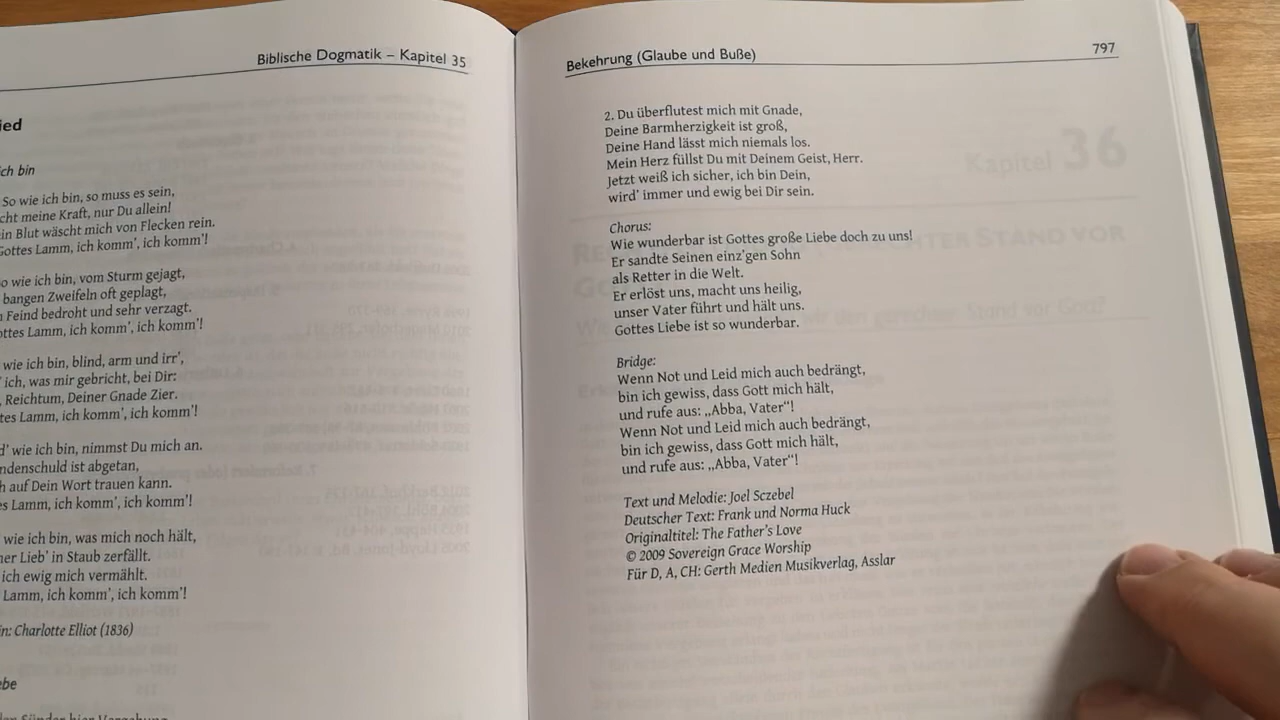 Biblische Dogmatik – Kapitel 35
ich bin
So wie ich bin, so muss es sein,
meine Kraft, nur Du allein!
Blut wäscht mich von Flecken rein.
Gottes Lamm, ich komm', ich komm'!
wie ich bin, vom Sturm gejagt,
bangen Zweifeln oft geplagt,
Feind bedroht und sehr verzagt.
Lamm, ich komm', ich komm'!
wie ich bin, blind, arm und irr',
ich, was mir gebricht, bei Dir:
Reichtum, Deiner Gnade Zier.
Lamm, ich komm', ich komm'!
wie ich bin, nimmst Du mich an.
ist abgetan,
auf Dein Wort trauen kann.
Lamm, ich komm', ich komm'!
wie ich bin, was mich noch hält,
Lieb' in Staub zerfällt.
ich ewig mich vermählt.
Lamm, ich komm', ich komm'!
Charlotte Elliot (1836)
Bekehrung (Glaube und Buße) 797
2. Du überflutest mich mit Gnade,
Deine Barmherzigkeit ist groß,
Deine Hand lässt mich niemals los.
Mein Herz füllst Du mit Deinem Geist, Herr.
Jetzt weiß ich sicher, ich bin Dein,
wird' immer und ewig bei Dir sein.
Chorus:
Wie wunderbar ist Gottes große Liebe doch zu uns!
Er sandte Seinen einz'gen Sohn
als Retter in die Welt.
Er erlöst uns, macht uns heilig,
unser Vater führt und hält uns.
Gottes Liebe ist so wunderbar.
Bridge:
Wenn Not und Leid mich auch bedrängt,
bin ich gewiss, dass Gott mich hält,
und rufe aus: „Abba, Vater“!
Wenn Not und Leid mich auch bedrängt,
bin ich gewiss, dass Gott mich hält,
und rufe aus: „Abba, Vater“!
Text und Melodie: Joel Sczebel
Deutscher Text: Frank und Norma Huck
Originaltitel: The Father's Love
© 2009 Sovereign Grace Worship
Für D, A, CH: Gerth Medien Musikverlag, Asslar